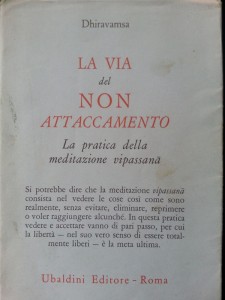 Dhiravamsa
LA VIA
del
NON
ATTACCAMENTO
La pratica della
meditazione vipassanā
Si potrebbe dire che la meditazione vipassanā
consista nel vedere le cose così come sono
realmente, senza evitare, eliminare, reprimere
o voler raggiungere alcunché. In questa pratica
vedere e accettare vanno di pari passo, per cui
la libertà – nel suo vero senso di essere total-
mente liberi – è la meta ultima.
Ubaldini Editore - Roma